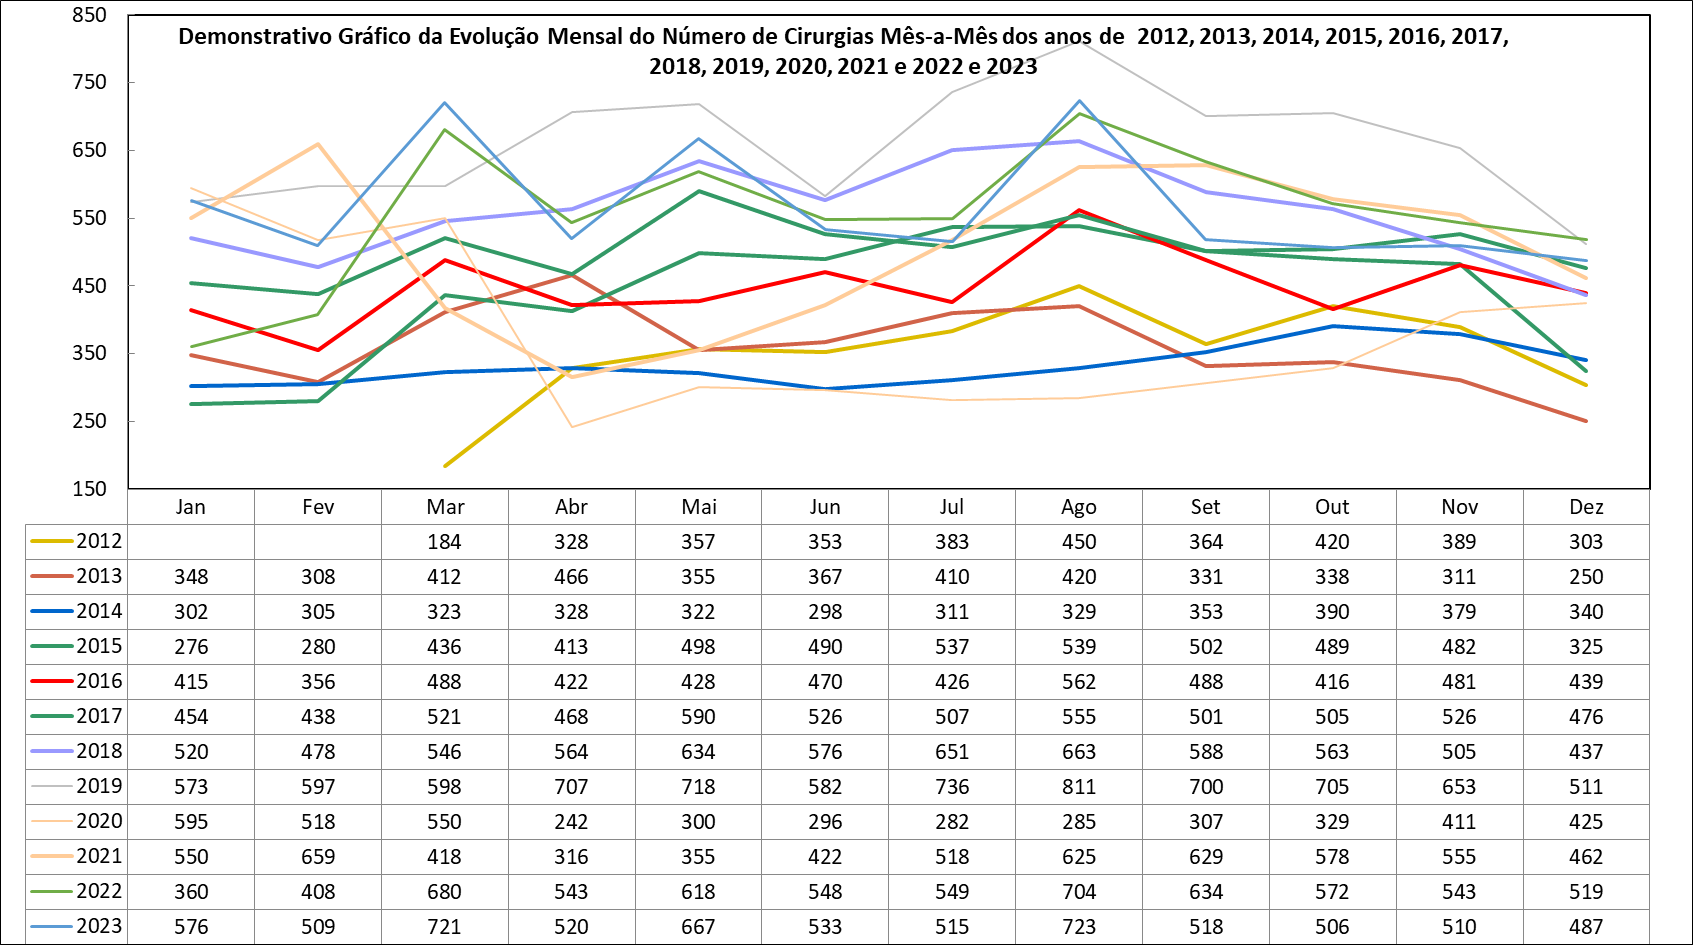 850
Demonstrativo Gráfico da Evolução Mensal do Número de Cirurgias Mês-a-Mês dos anos de 2012, 2013, 2014, 2015, 2016, 2017,
2018, 2019, 2020, 2021 e 2022 e 2023
750
650
550
450
350
250
150
Jan Fev Mar Abr Mai Jun Jul Ago Set Out Nov Dez
2012 184 328 357 353 383 450 364 420 389 303
2013 348 308 412 466 355 367 410 420 331 338 311 250
2014 302 305 323 328 322 298 311 329 353 390 379 340
2015 276 280 436 413 498 490 537 539 502 489 482 325
2016 415 356 488 422 428 470 426 562 488 416 481 439
2017 454 438 521 468 590 526 507 555 501 505 526 476
2018 520 478 546 564 634 576 651 663 588 563 505 437
2019 573 597 598 707 718 582 736 811 700 705 653 511
2020 595 518 550 242 300 296 282 285 307 329 411 425
2021 550 659 418 316 355 422 518 625 629 578 555 462
2022 360 408 680 543 618 548 549 704 634 572 543 519
2023 576 509 721 520 667 533 515 723 518 506 510 487